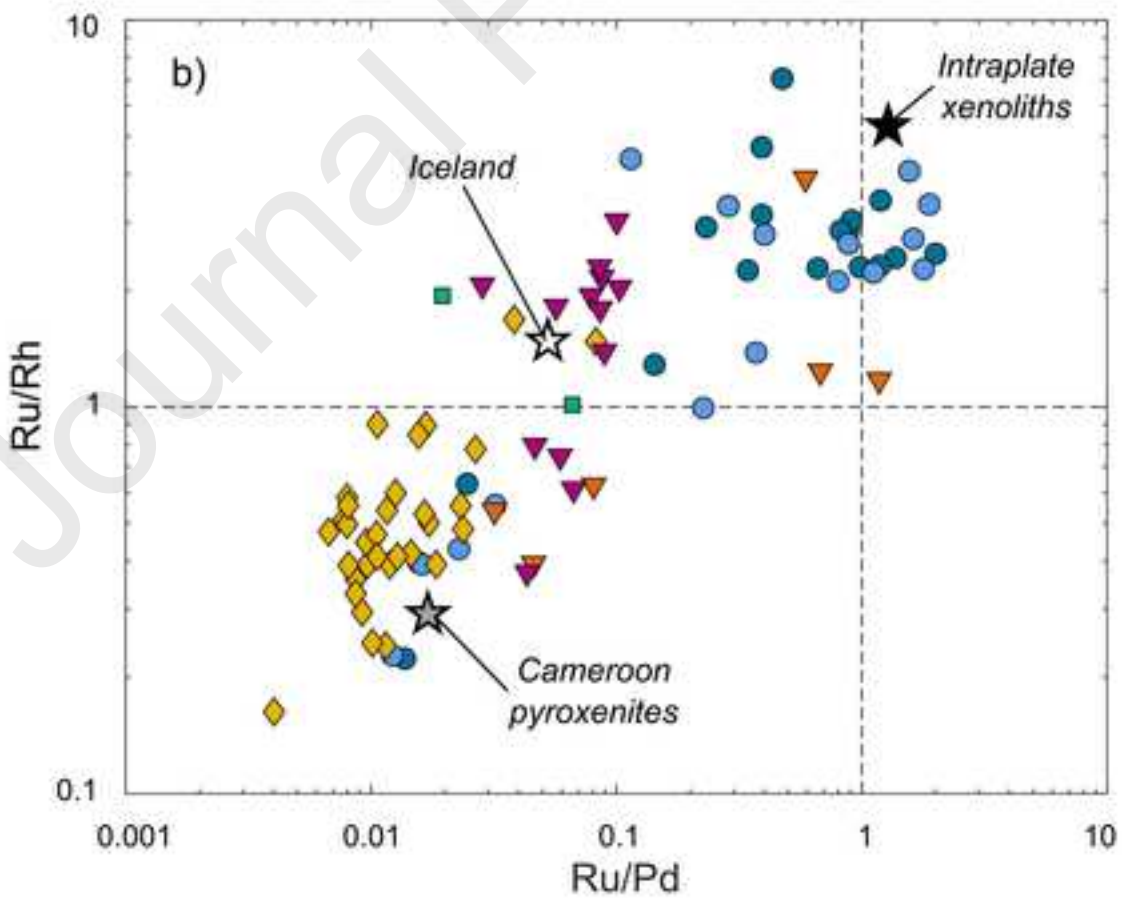 10
b)
Intraplate
xenoliths
Iceland
Ru/Rh
1
Cameroon
pyroxenites
0.1
0.001
0.01
0.1
1
10
Ru/Pd
Journal P